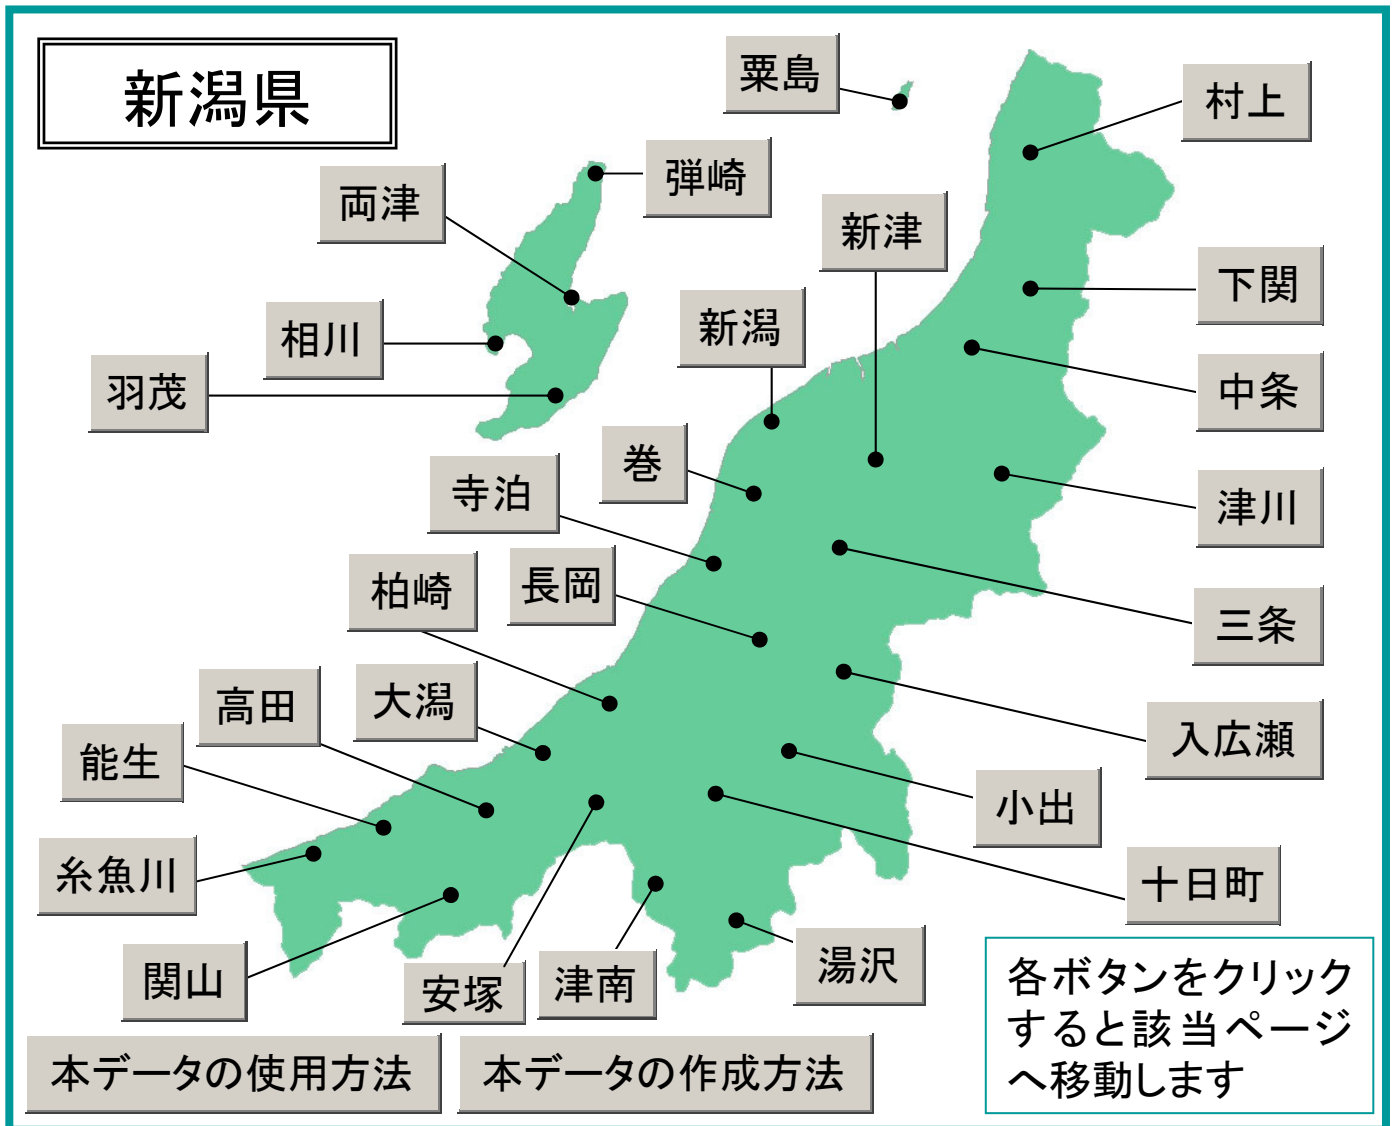 新潟県
粟島
村上
弾崎
両津
新津
下関
新潟
相川
中条
羽茂
巻
寺泊
津川
長岡
柏崎
三条
大潟
高田
入広瀬
能生
小出
糸魚川
十日町
湯沢
関山
津南
安塚
各ボタンをクリック
すると該当ページ
へ移動します
本データの使用方法
本データの作成方法